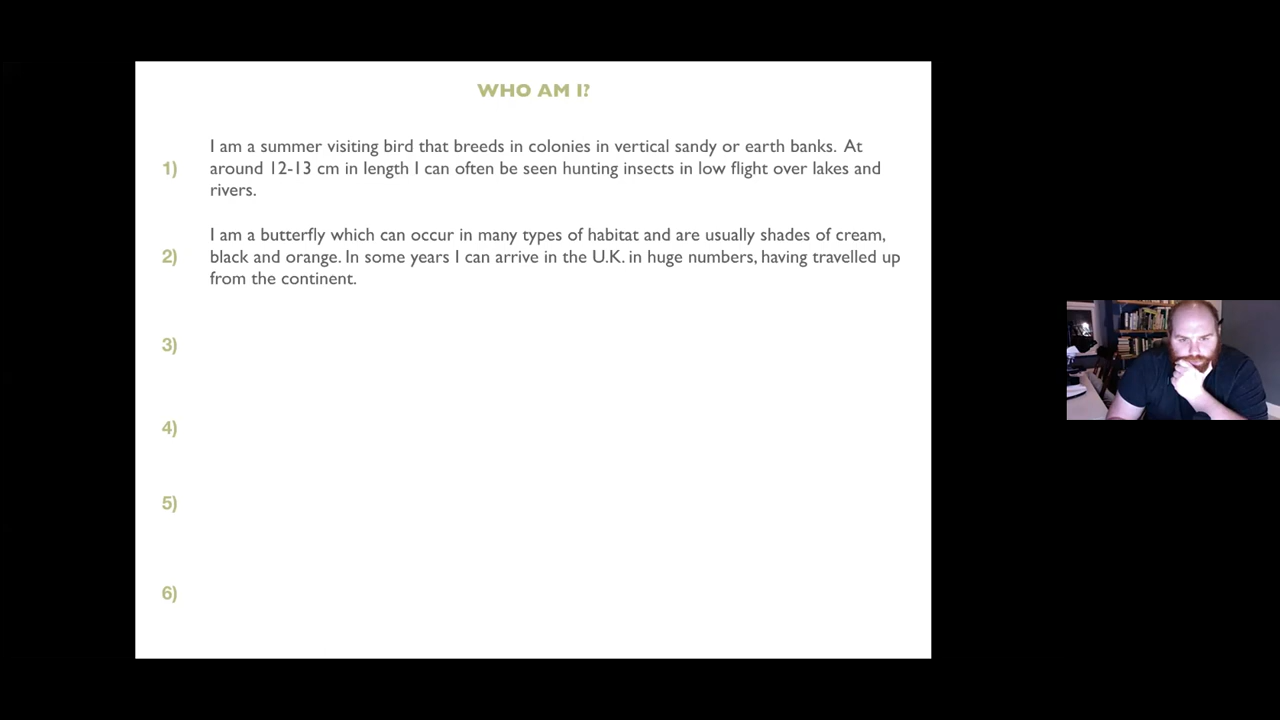 WHO AM I?
1)
I am a summer visiting bird that breeds in colonies in vertical sandy or earth banks. At
around 12-13 cm in length I can often be seen hunting insects in low flight over lakes and
rivers.
2)
I am a butterfly which can occur in many types of habitat and are usually shades of cream,
black and orange. In some years I can arrive in the U.K. in huge numbers, having travelled up
from the continent.
3)
4)
5)
6)